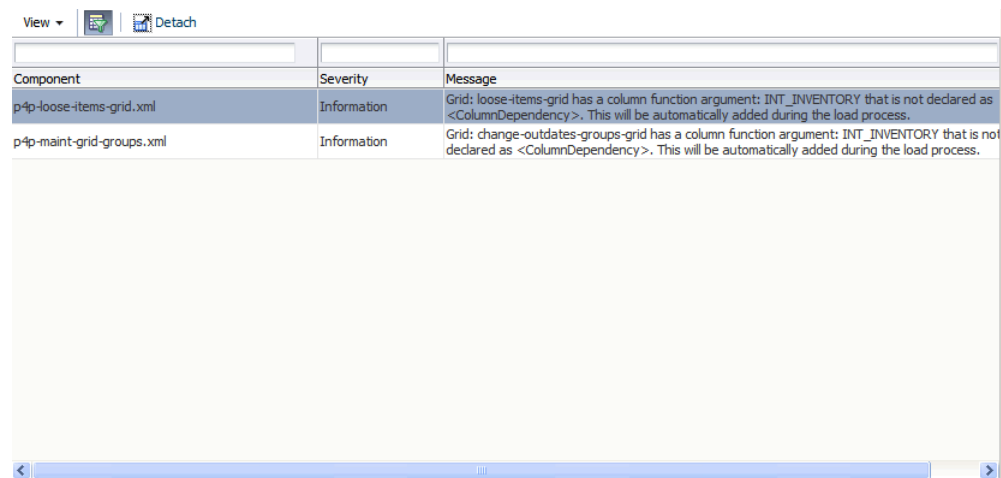 View Detach
Component Severity Message
p4p-loose-items-grid.xml Information Grid: loose-items-grid has a column function argument: INT_INVENTORY that is not declared as
<ColumnDependency>. This will be automatically added during the load process.
p4p-maint-grid-groups.xml Information Grid: change-outdates-groups-grid has a column function argument: INT_INVENTORY that is not
declared as <ColumnDependency>. This will be automatically added during the load process.